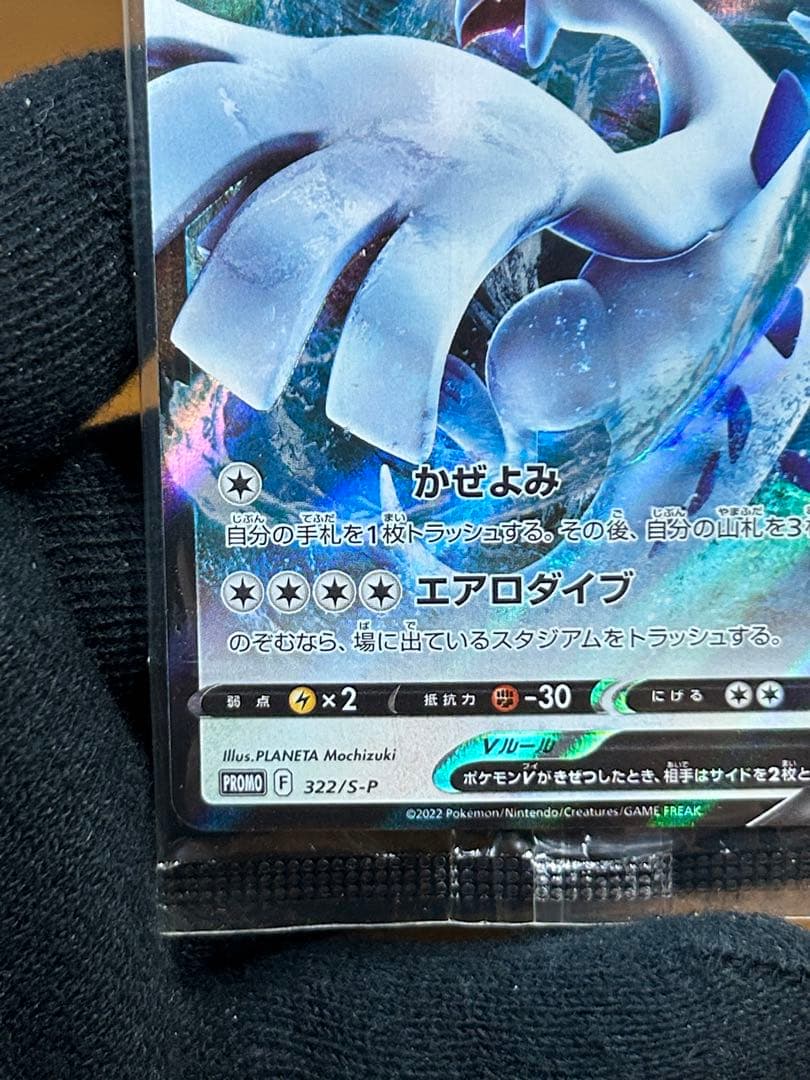 かぜよみ
自分の手札を1枚トラッシュする。その後、自分の山札を3
エアロダイブ
のぞむなら、場に出ているスタジアムをトラッシュする。
弱点 ×2 抵抗力 -30 にげる
Illus.PLANETA Mochizuki
Vルール
PROMO F 322/S-P
ポケモンVがきぜつしたとき、相手はサイドを2枚と
©2022 Pokémon/Nintendo/Creatures/GAME FREAK